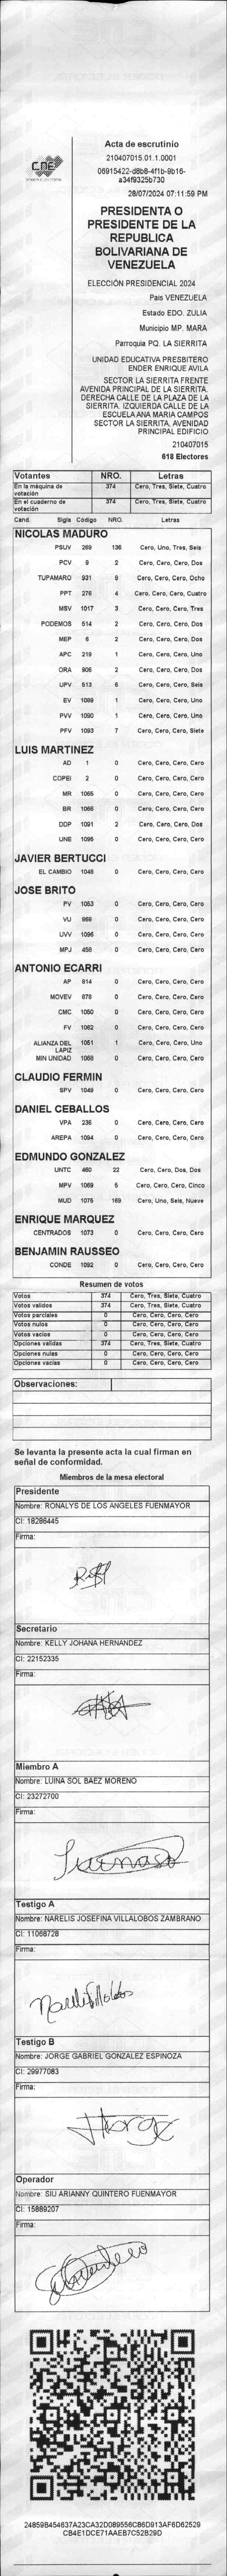 CNE
Acta de escrutinio
210407015.01.1.0001
06915422-d8b8-4f1b-9b16-
a34f9325b730
28/07/2024 07:11:59 PM
PRESIDENTA O
PRESIDENTE DE LA
REPUBLICA
BOLIVARIANA DE
VENEZUELA
ELECCIÓN PRESIDENCIAL 2024
País VENEZUELA
Estado EDO. ZULIA
Municipio MP. MARA
Parroquia PQ. LA SIERRITA
UNIDAD EDUCATIVA PRESBITERO
ENDER ENRIQUE AVILA
SECTOR LA SIERRITA FRENTE
AVENIDA PRINCIPAL DE LA SIERRITA.
DERECHA CALLE DE LA PLAZA DE LA
SIERRITA. IZQUIERDA CALLE DE LA
ESCUELA ANA MARIA CAMPOS
SECTOR LA SIERRITA, AVENIDAD
PRINCIPAL EDIFICIO
210407015
618 Electores
Votantes NRO. Letras
En la máquina de votación 374 Cero, Tres, Siete, Cuatro
En el cuaderno de votación 374 Cero, Tres, Siete, Cuatro
Cand. Sigla Código NRO. Letras
NICOLAS MADURO
PSUV 269 136 Cero, Uno, Tres, Seis
PCV 9 2 Cero, Cero, Cero, Dos
TUPAMARO 931 8 Cero, Cero, Cero, Ocho
PPT 276 4 Cero, Cero, Cero, Cuatro
MSV 1017 3 Cero, Cero, Cero, Tres
PODEMOS 514 2 Cero, Cero, Cero, Dos
MEP 6 2 Cero, Cero, Cero, Dos
APC 219 1 Cero, Cero, Cero, Uno
ORA 906 2 Cero, Cero, Cero, Dos
UPV 513 6 Cero, Cero, Cero, Seis
EV 1089 1 Cero, Cero, Cero, Uno
PVV 1090 1 Cero, Cero, Cero, Uno
PFV 1093 7 Cero, Cero, Cero, Siete
LUIS MARTINEZ
AD 1 0 Cero, Cero, Cero, Cero
COPEI 2 0 Cero, Cero, Cero, Cero
MR 1065 0 Cero, Cero, Cero, Cero
BR 1066 0 Cero, Cero, Cero, Cero
DDP 1091 2 Cero, Cero, Cero, Dos
UNE 1095 0 Cero, Cero, Cero, Cero
JAVIER BERTUCCI
EL CAMBIO 1048 0 Cero, Cero, Cero, Cero
JOSE BRITO
PV 1053 0 Cero, Cero, Cero, Cero
VU 868 0 Cero, Cero, Cero, Cero
UVV 1096 0 Cero, Cero, Cero, Cero
MPJ 458 0 Cero, Cero, Cero, Cero
ANTONIO ECARRI
AP 814 0 Cero, Cero, Cero, Cero
MOVEV 878 0 Cero, Cero, Cero, Cero
CMC 1050 0 Cero, Cero, Cero, Cero
FV 1062 0 Cero, Cero, Cero, Cero
ALIANZA DEL LAPIZ 1051 1 Cero, Cero, Cero, Uno
MIN UNIDAD 1068 0 Cero, Cero, Cero, Cero
CLAUDIO FERMIN
SPV 1049 0 Cero, Cero, Cero, Cero
DANIEL CEBALLOS
VPA 235 0 Cero, Cero, Cero, Cero
AREPA 1094 0 Cero, Cero, Cero, Cero
EDMUNDO GONZALEZ
UNTC 460 22 Cero, Cero, Dos, Dos
MPV 1069 5 Cero, Cero, Cero, Cinco
MUD 1075 169 Cero, Uno, Seis, Nueve
ENRIQUE MARQUEZ
CENTRADOS 1073 0 Cero, Cero, Cero, Cero
BENJAMIN RAUSSEO
CONDE 1092 0 Cero, Cero, Cero, Cero
Resumen de votos
Votos 374 Cero, Tres, Siete, Cuatro
Votos validos 374 Cero, Tres, Siete, Cuatro
Votos parciales 0 Cero, Cero, Cero, Cero
Votos nulos 0 Cero, Cero, Cero, Cero
Votos vacios 0 Cero, Cero, Cero, Cero
Opciones validas 374 Cero, Tres, Siete, Cuatro
Opciones nulas 0 Cero, Cero, Cero, Cero
Opciones vacias 0 Cero, Cero, Cero, Cero
Observaciones:
Se levanta la presente acta la cual firman en
señal de conformidad.
Miembros de la mesa electoral
Presidente
Nombre: RONALYS DE LOS ANGELES FUENMAYOR
CI: 18286445
Firma:
Secretario
Nombre: KELLY JOHANA HERNANDEZ
CI: 22152335
Firma:
Miembro A
Nombre: LUINA SOL BAEZ MORENO
CI: 23272700
Firma:
Testigo A
Nombre: NARELIS JOSEFINA VILLALOBOS ZAMBRANO
CI: 11068728
Firma:
Testigo B
Nombre: JORGE GABRIEL GONZALEZ ESPINOZA
CI: 29977083
Firma:
Jorge
Operador
Nombre: SIU ARIANNY QUINTERO FUENMAYOR
CI: 15889207
Firma:
24859B454637A23CA32D089556C86D913AF6D62529
CB4E1DCE71AAEB7C52B29D